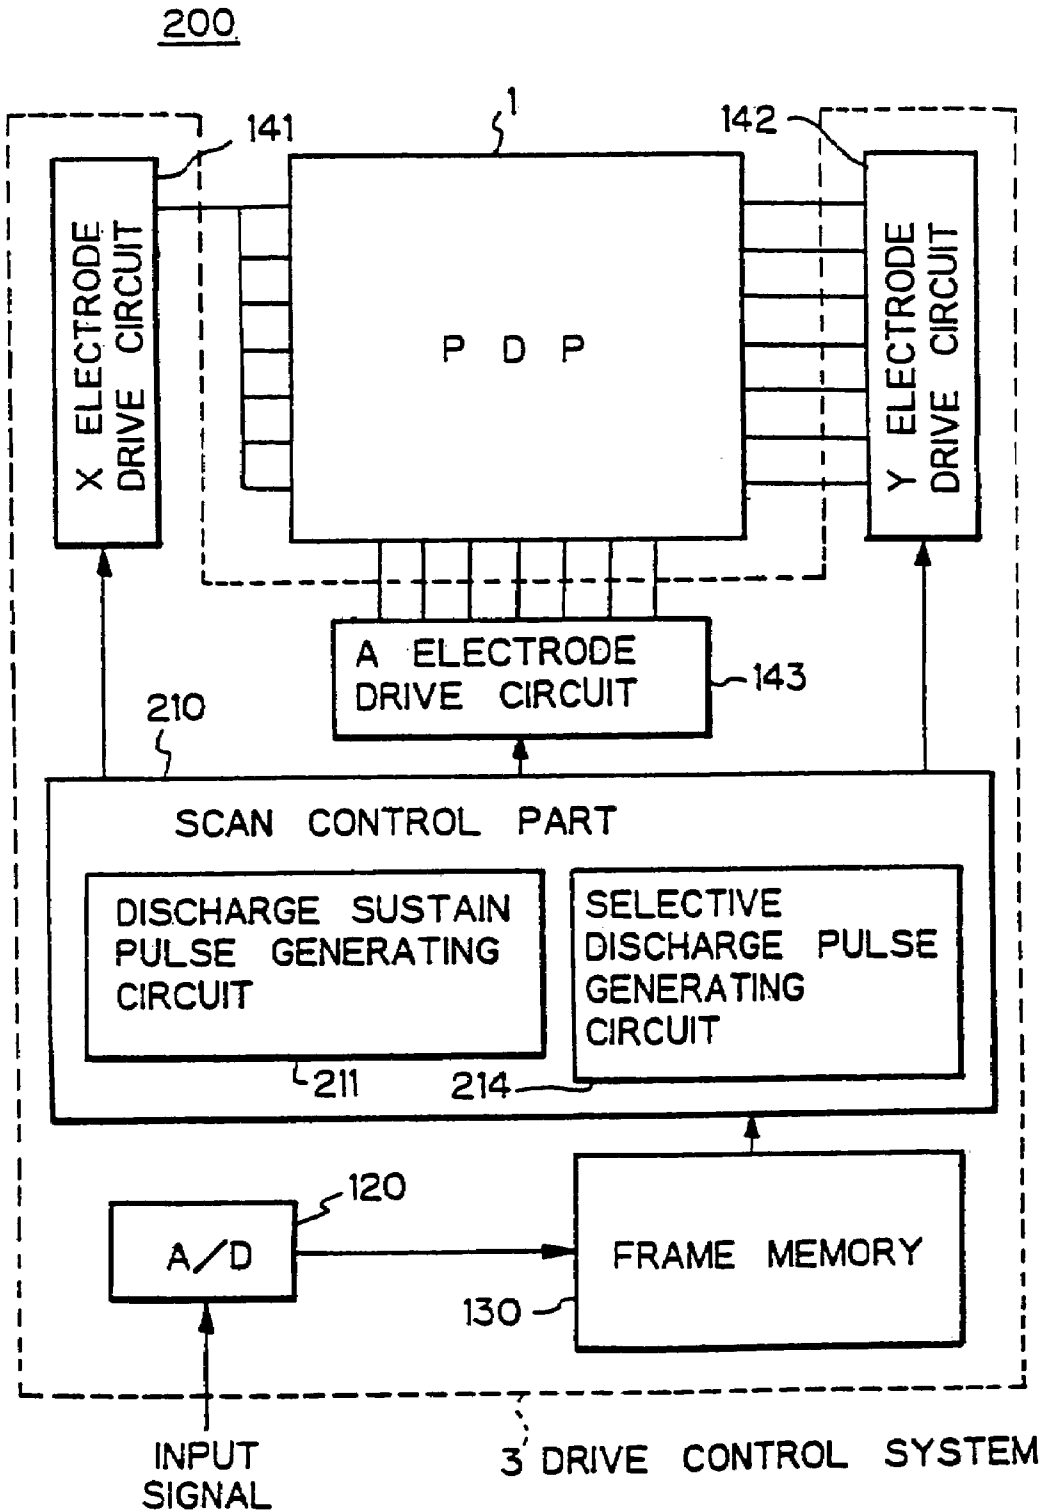 200
1
141
142
X ELECTRODE
DRIVE CIRCUIT
P D P
Y ELECTRODE
DRIVE CIRCUIT
A ELECTRODE
DRIVE CIRCUIT
143
210
SCAN CONTROL PART
DISCHARGE SUSTAIN
PULSE GENERATING
CIRCUIT
211
SELECTIVE
DISCHARGE PULSE
GENERATING
CIRCUIT
214
120
A/D
FRAME MEMORY
130
INPUT
SIGNAL
3 DRIVE CONTROL SYSTEM